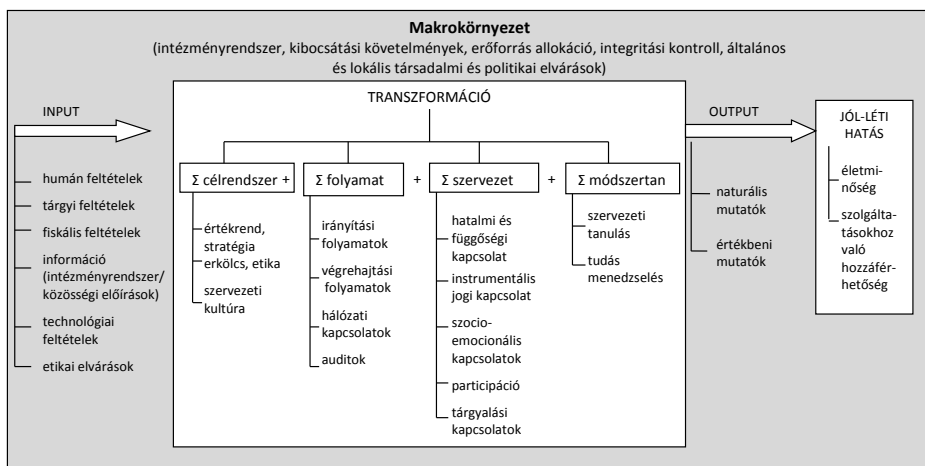 Makrokörnyezet
(intézményrendszer, kibocsátási követelmények, erőforrás allokáció, integritási kontroll, általános
és lokális társadalmi és politikai elvárások)
INPUT
humán feltételek
tárgyi feltételek
fiskális feltételek
információ
(intézményrendszer/
közösségi előírások)
technológiai
feltételek
etikai elvárások
TRANSZFORMÁCIÓ
Σ célrendszer +
értékrend,
stratégia
erkölcs, etika
szervezeti
kultúra
Σ folyamat
+
irányítási
folyamatok
végrehajtási
folyamatok
hálózati
kapcsolatok
auditok
Σ szervezet
+
hatalmi és
függőségi
kapcsolat
instrumentális
jogi kapcsolat
szocio-
emocionális
kapcsolatok
participáció
tárgyalási
kapcsolatok
Σ módszertan
szervezeti
tanulás
tudás
menedzselés
OUTPUT
naturális
mutatók
értékbeni
mutatók
JÓL-LÉTI
HATÁS
életmi-
nőség
szolgálta-
tásokhoz
való
hozzáfér-
hetőség